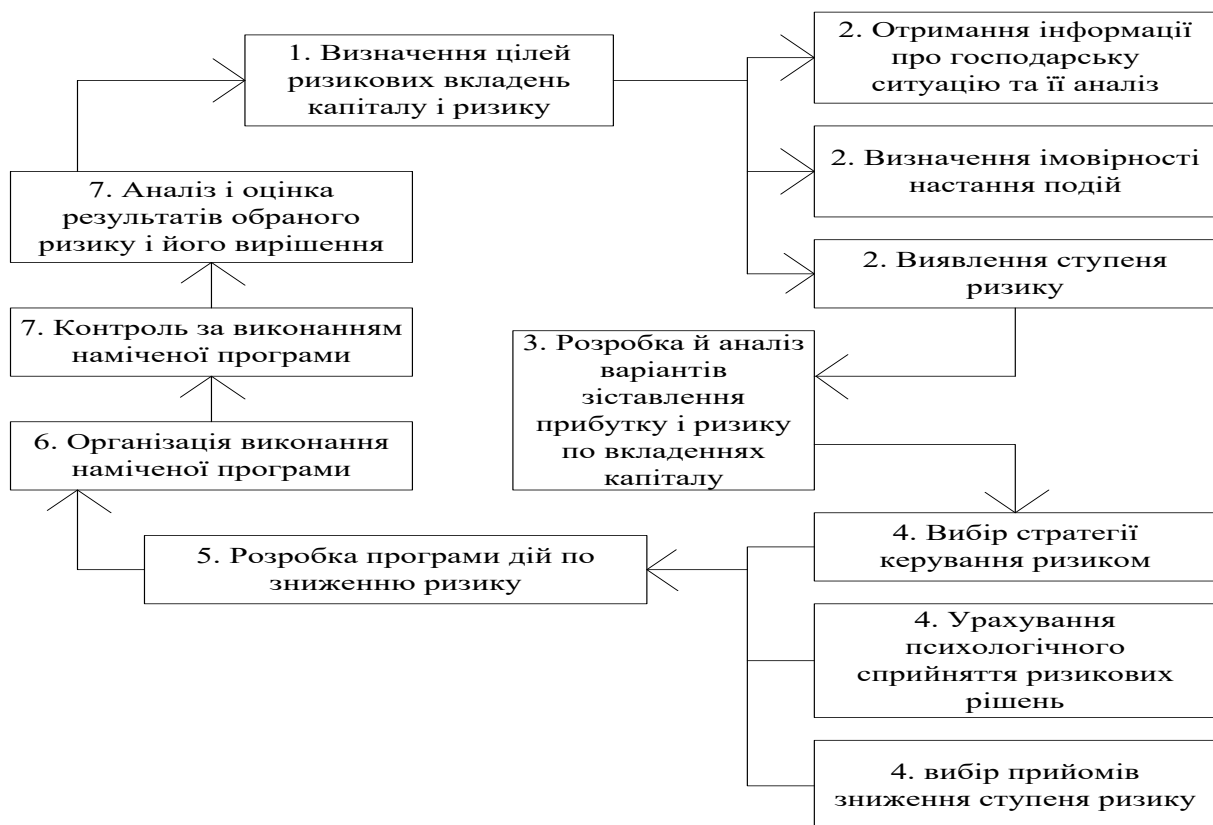 1. Визначення цілей
ризикових вкладень
капіталу і ризику
2. Отримання інформації
про господарську
ситуацію та її аналіз
2. Визначення імовірності
настання подій
2. Виявлення ступеня
ризику
3. Розробка й аналіз
варіантів
зіставлення
прибутку і ризику
по вкладеннях
капіталу
4. Вибір стратегії
керування ризиком
4. Урахування
психологічного
сприйняття ризикових
рішень
4. вибір прийомів
зниження ступеня ризику
5. Розробка програми дій по
зниженню ризику
6. Організація виконання
наміченої програми
7. Контроль за виконанням
наміченої програми
7. Аналіз і оцінка
результатів обраного
ризику і його вирішення